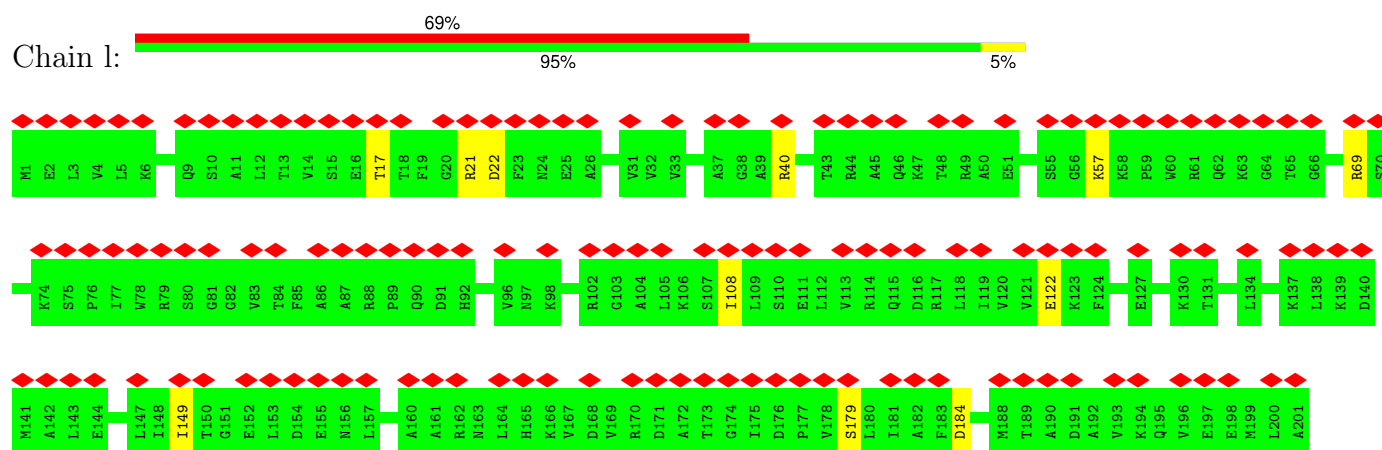 69%
Chain l:
95% 5%
M1 E2 L3 V4 L5 K6 Q9 S10 A11 L12 T13 V14 S15 E16 T17 T18 F19 G20 R21 D22 F23 N24 E25 A26 V31 V32 V33 A37 G38 A39 R40 T43 R44 A45 Q46 K47 T48 R49 A50 E51 S55 G56 K57 K58 P59 W60 R61 Q62 K63 G64 T65 G66 R69 S70
K74 S75 P76 I77 W78 R79 S80 G81 G82 V83 T84 F85 A86 A87 R88 P89 Q90 D91 H92 V96 N97 K98 R102 G103 A104 L105 K106 S107 I108 L109 S110 E111 L112 V113 R114 Q115 D116 R117 L118 I119 V120 V121 E122 K123 F124 E127 K130 T131 L134 K137 L138 K139 D140
M141 A142 L143 E144 L147 I148 I149 T150 G151 E152 L153 D154 E155 N156 L157 A160 A161 R162 N163 L164 H165 K166 V167 D168 V169 R170 D171 A172 T173 G174 I175 D176 P177 V178 S179 L180 I181 A182 F183 D184 M188 T189 A190 D191 A192 V193 K194 Q195 V196 E197 E198 M199 L200 A201